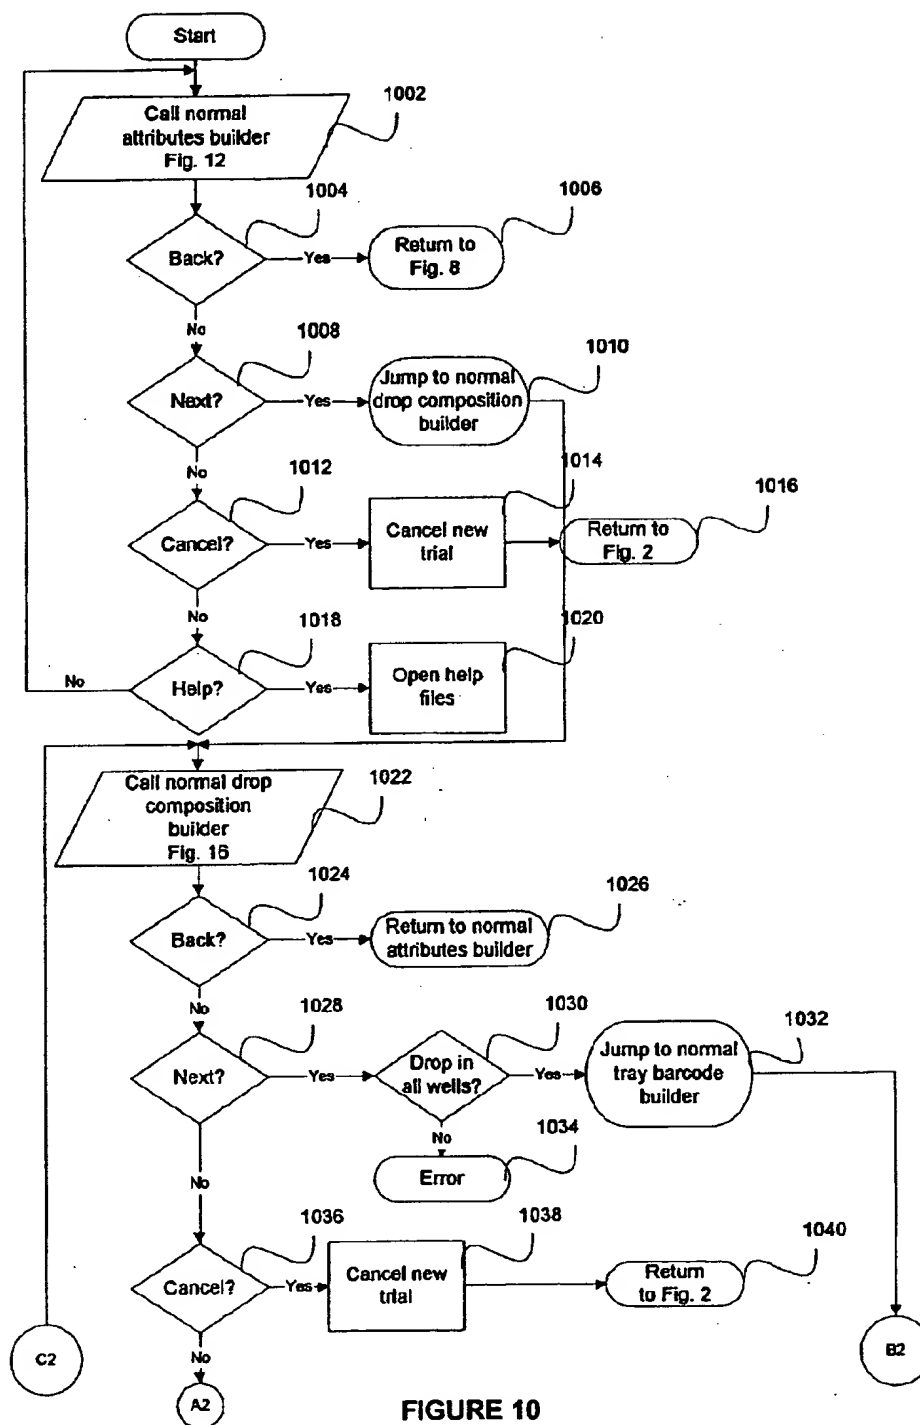 Start
Call normal
attributes builder
Fig. 12
1002
1004
Back?
Yes
Return to
Fig. 8
1006
No
1008
Next?
Yes
Jump to normal
drop composition
builder
1010
No
1012
Cancel?
Yes
Cancel new
trial
1014
Return to
Fig. 2
1016
No
1018
No
Help?
Yes
Open help
files
1020
Call normal drop
composition
builder
Fig. 16
1022
1024
Back?
Yes
Return to normal
attributes builder
1026
No
1028
Next?
Yes
Drop in
all wells?
1030
Yes
Jump to normal
tray barcode
builder
1032
No
Error
1034
No
1036
Cancel?
Yes
Cancel new
trial
1038
Return
to Fig. 2
1040
No
C2
A2
B2
FIGURE 10